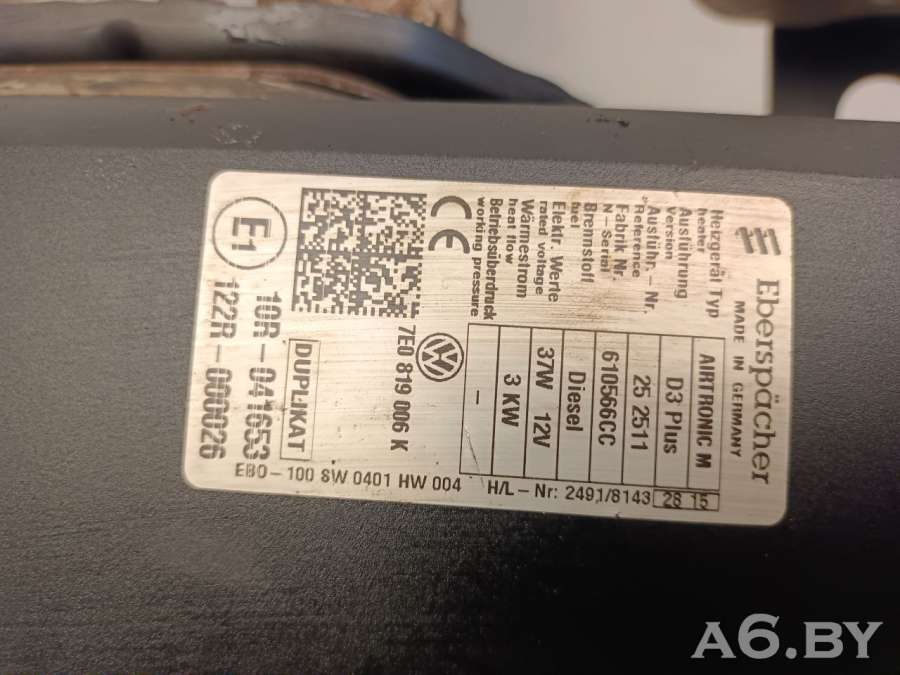 Eberspächer
MADE IN GERMANY
Heizgerät Typ
heater
AIRTRONIC M
Ausführung
Version
D3 Plus
Ausführ. – Nr.
Reference
25 2511
Fabrik Nr.
N – Serial
610566CC
Brennstoff
fuel
Diesel
Elektr. Werte
rated voltage
37W 12V
Wärmestrom
heat flow
3 KW
Betriebsüberdruck
working pressure
–
H/L – Nr: 2491/8143 28 15
CE
VW
7E0 819 006 K
DUPLIKAT
EBO – 100 SW 0401 HW 004
E1
10R – 041653
122R – 000026
A6.BY